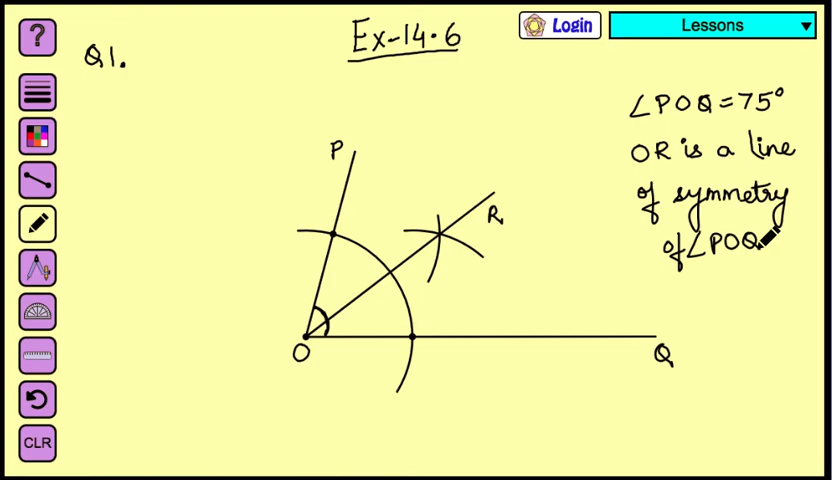 Ex-14.6
Login
Lessons
?
Q1.
∠POQ=75°
OR is a line
of symmetry
of ∠POQ
P
R
O
Q
CLR